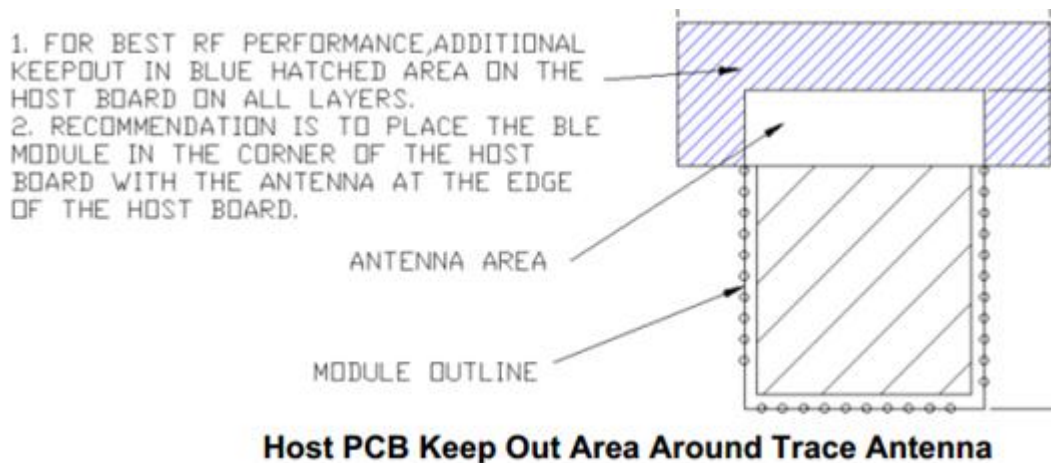 1. FOR BEST RF PERFORMANCE,ADDITIONAL
KEEPOUT IN BLUE HATCHED AREA ON THE
HOST BOARD ON ALL LAYERS.
2. RECOMMENDATION IS TO PLACE THE BLE
MODULE IN THE CORNER OF THE HOST
BOARD WITH THE ANTENNA AT THE EDGE
OF THE HOST BOARD.
ANTENNA AREA
MODULE OUTLINE
Host PCB Keep Out Area Around Trace Antenna